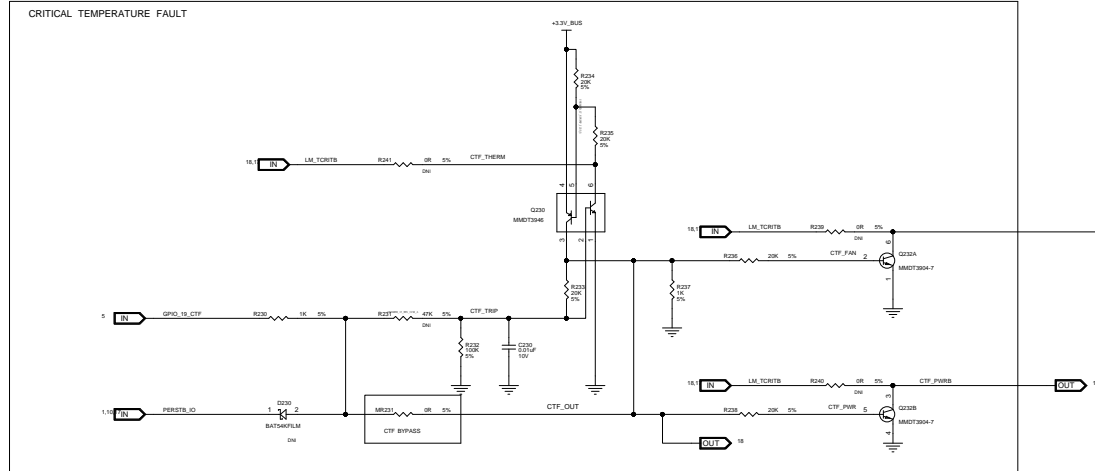 CRITICAL TEMPERATURE FAULT
+3.3V_BUS
R234
20K
5%
R235
20K
5%
18,1 IN LM_TCRITB R241 0R 5% CTF_THERM
DNI
4 5 6
Q230
MMDT3946
3 2 1
18,1 IN LM_TCRITB R239 0R 5%
DNI
6
R236 20K 5% CTF_FAN 2 Q232A
MMDT3904-7
1
R233
20K
5%
R237
1K
5%
5 IN GPIO_19_CTF R230 1K 5% R231 47K 5% CTF_TRIP
DNI
R232
100K
5%
C230
0.01uF
10V
18,1 IN LM_TCRITB R240 0R 5% CTF_PWRB OUT
DNI
3
IN PERSTB_IO 1 D230 2 MR231 0R 5% CTF_OUT
BAT54KFILM
DNI
CTF BYPASS
R238 20K 5% CTF_PWR 5 Q232B
MMDT3904-7
4
OUT 18